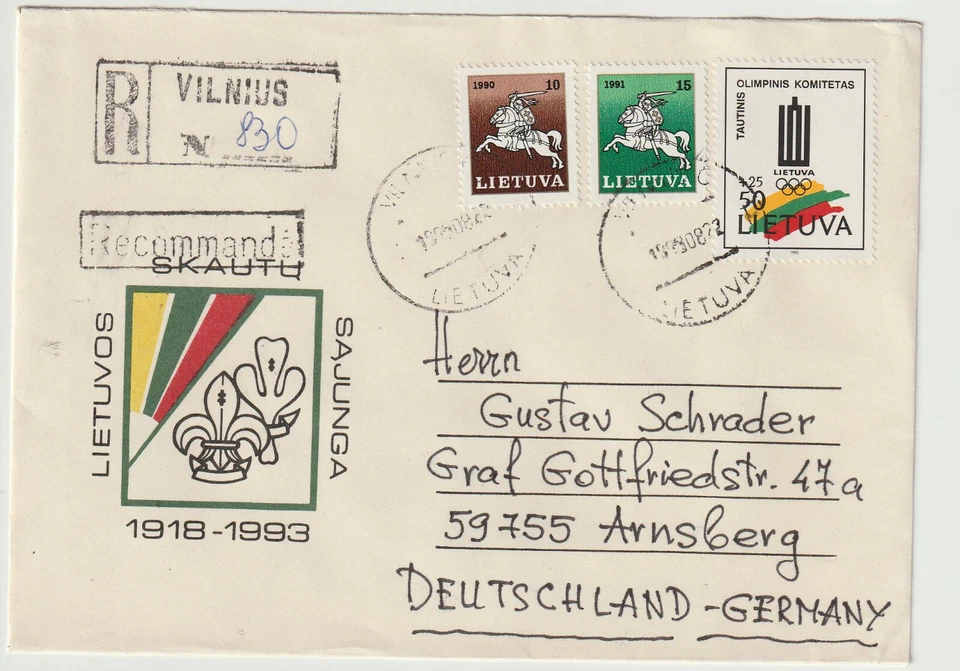 R
VILNIUS
N 830
Recommandé
1990 10
LIETUVA
1991 15
LIETUVA
TAUTINIS OLIMPINIS KOMITETAS
LIETUVA
+25
50
LIETUVA
1992
LIETUVA
LIETUVA
LIETUVOS SKAUTŲ SĄJUNGA
1918-1993
Herrn
Gustav Schrader
Graf Gottfriedstr. 47a
59755 Arnsberg
DEUTSCHLAND - GERMANY